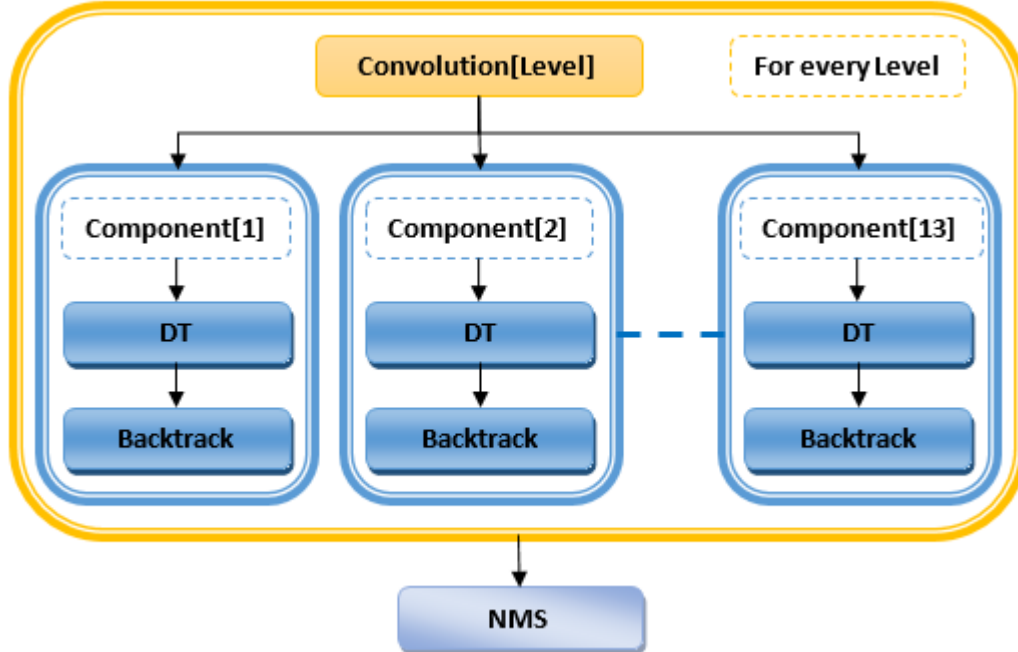 Convolution[Level]
For every Level
Component[1]
Component[2]
Component[13]
DT
DT
DT
Backtrack
Backtrack
Backtrack
NMS